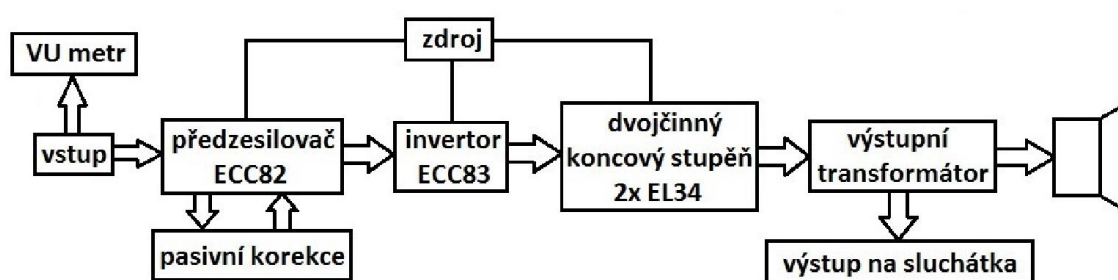 zdroj
VU metr
vstup
předzesilovač
ECC82
invertor
ECC83
dvojčinný
koncový stupěň
2x EL34
výstupní
transformátor
pasivní korekce
výstup na sluchátka